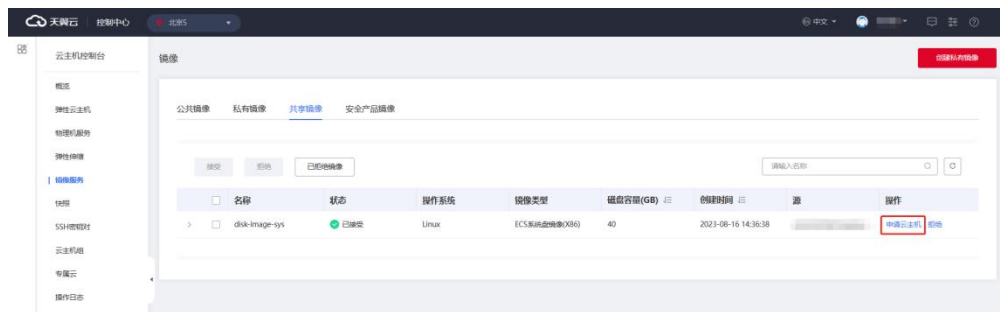 天翼云 控制中心 北京5 中文
云主机控制台
概览
弹性云主机
物理机服务
弹性伸缩
镜像服务
快照
SSH密钥对
云主机组
专属云
操作日志
镜像 创建私有镜像
公共镜像 私有镜像 共享镜像 安全产品镜像
接受 拒绝 已拒绝镜像 请输入名称
名称 状态 操作系统 镜像类型 磁盘容量(GB) 创建时间 源 操作
disk-image-sys 已接受 Linux ECS系统盘镜像(X86) 40 2023-08-16 14:36:38 申请云主机 拒绝